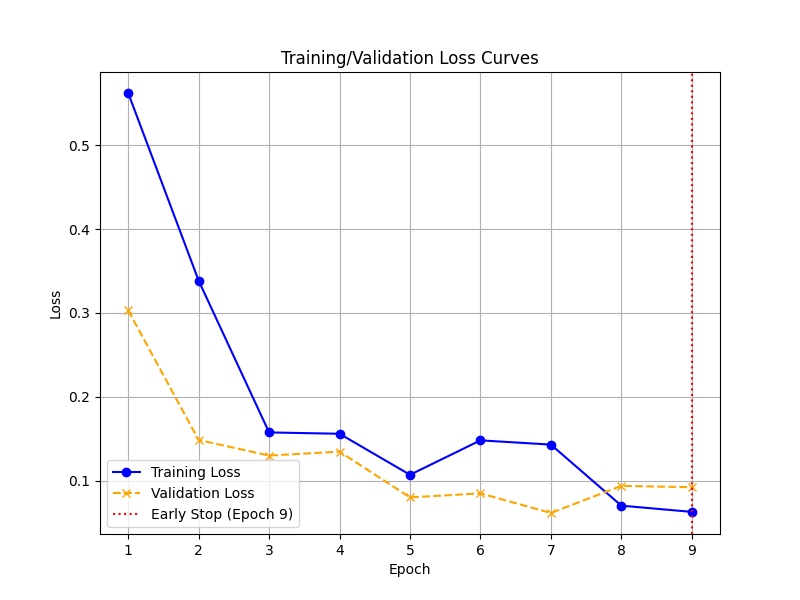 Training/Validation Loss Curves
Loss
0.5
0.4
0.3
0.2
0.1
Training Loss
Validation Loss
Early Stop (Epoch 9)
1 2 3 4 5 6 7 8 9
Epoch